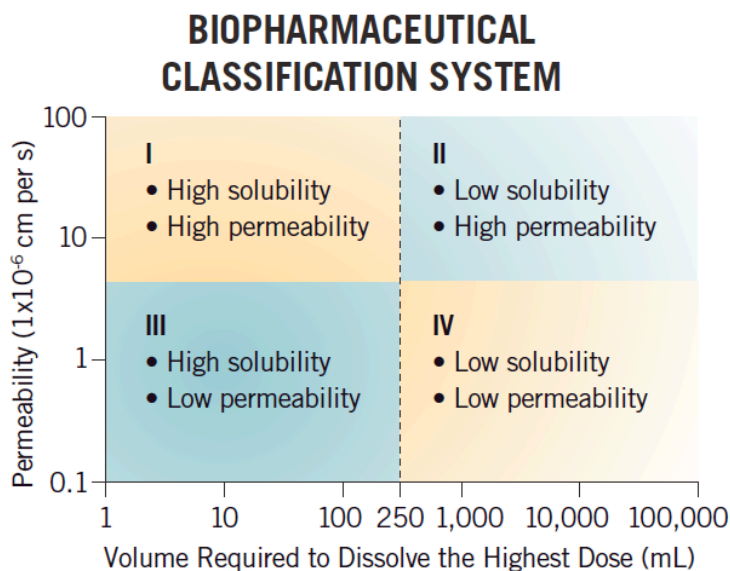 BIOPHARMACEUTICAL
CLASSIFICATION SYSTEM
Permeability (1x10⁻⁶ cm per s)
100
10
1
0.1
I
• High solubility
• High permeability
II
• Low solubility
• High permeability
III
• High solubility
• Low permeability
IV
• Low solubility
• Low permeability
1 10 100 250 1,000 10,000 100,000
Volume Required to Dissolve the Highest Dose (mL)